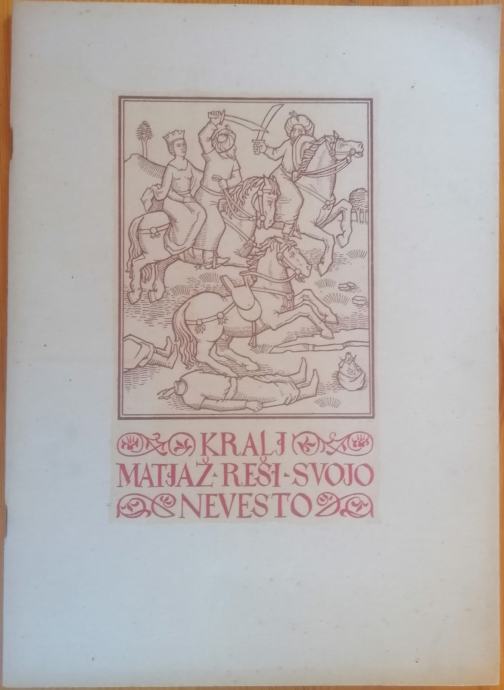 KRALJ
MATJAŽ · REŠI · SVOJO
NEVESTO